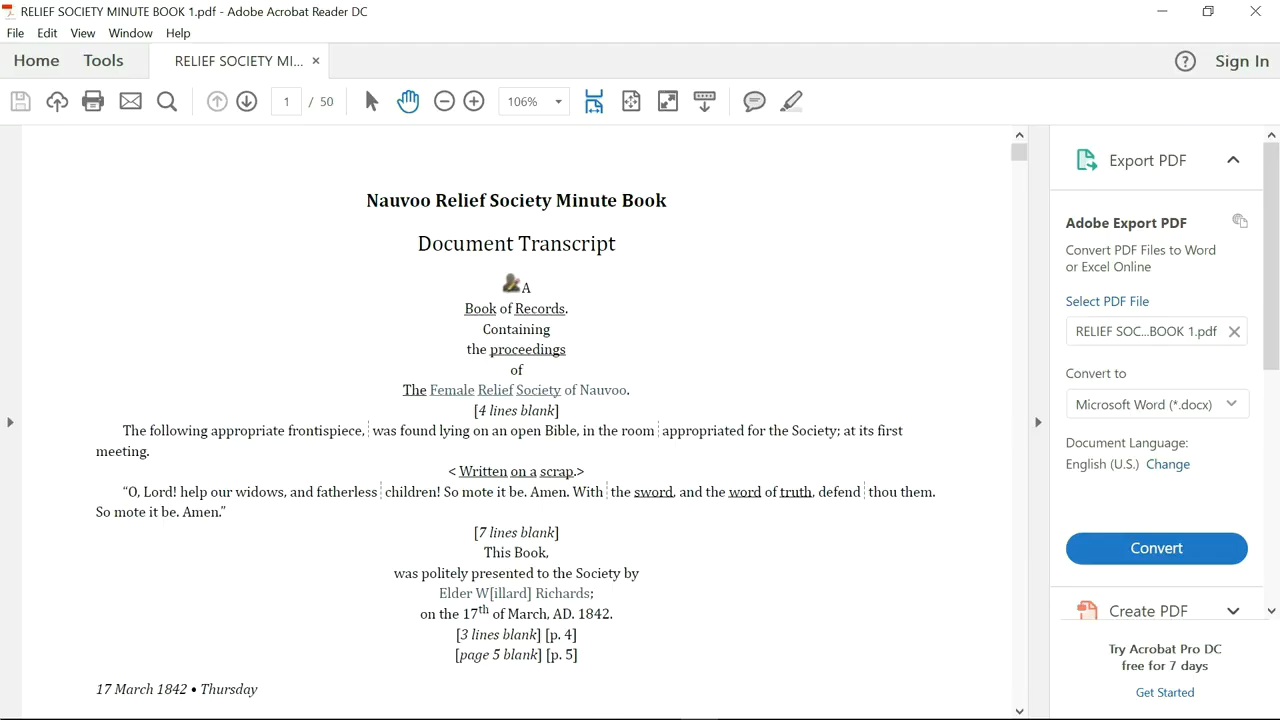 RELIEF SOCIETY MINUTE BOOK 1.pdf - Adobe Acrobat Reader DC
File Edit View Window Help
Home Tools RELIEF SOCIETY MI... × ? Sign In
1 / 50 106%
Nauvoo Relief Society Minute Book
Document Transcript
A
Book of Records.
Containing
the proceedings
of
The Female Relief Society of Nauvoo.
[4 lines blank]
The following appropriate frontispiece, ¦ was found lying on an open Bible, in the room ¦ appropriated for the Society; at its first
meeting.
< Written on a scrap.>
“O, Lord! help our widows, and fatherless ¦ children! So mote it be. Amen. With ¦ the sword, and the word of truth, defend ¦ thou them.
So mote it be. Amen.”
[7 lines blank]
This Book,
was politely presented to the Society by
Elder W[illard] Richards;
on the 17th of March, AD. 1842.
[3 lines blank] [p. 4]
[page 5 blank] [p. 5]
17 March 1842 • Thursday
Export PDF
Adobe Export PDF
Convert PDF Files to Word
or Excel Online
Select PDF File
RELIEF SOC...BOOK 1.pdf
Convert to
Microsoft Word (*.docx)
Document Language:
English (U.S.) Change
Convert
Create PDF
Try Acrobat Pro DC
free for 7 days
Get Started